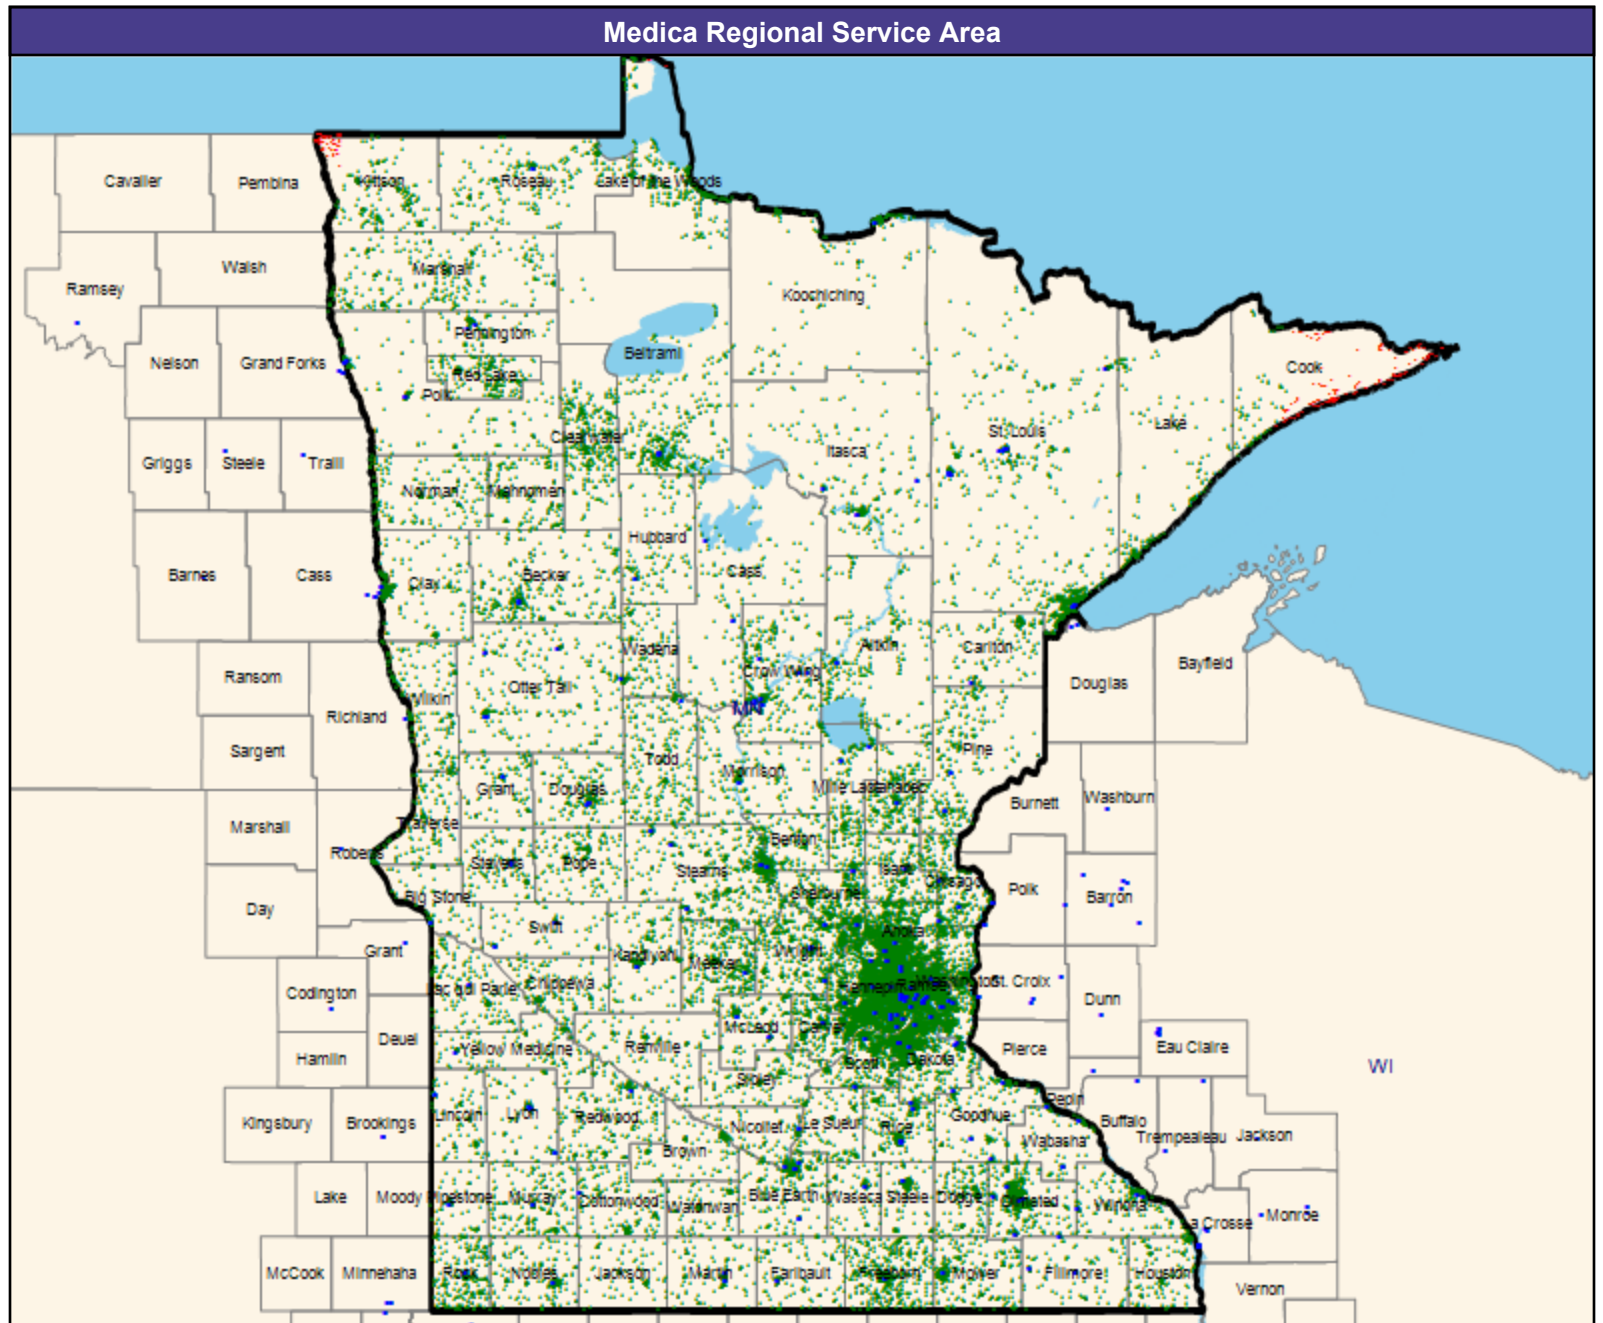 Medica Regional Service Area
Cavalier
Pembina
Kittson
Roseau
Lake of the Woods
Ramsey
Walsh
Marshall
Koochiching
Nelson
Grand Forks
Pennington
Red Lake
Polk
Beltrami
Cook
Lake
St. Louis
Clearwater
Itasca
Griggs
Steele
Traill
Norman
Mahnomen
Hubbard
Cass
Barnes
Cass
Clay
Becker
Wadena
Crow Wing
Aitkin
Carlton
Douglas
Bayfield
Ransom
Richland
Wilkin
Otter Tail
MN
Sargent
Todd
Morrison
Pine
Grant
Douglas
Mille Lacs
Kanabec
Burnett
Washburn
Marshall
Roberts
Traverse
Benton
Stevens
Pope
Stearns
Isanti
Chisago
Sherburne
Polk
Barron
Day
Big Stone
Swift
Anoka
Grant
Kandiyohi
Meeker
Wright
Codington
Lac qui Parle
Chippewa
Hennepin
Ramsey
Washington
St. Croix
Dunn
Deuel
McLeod
Carver
Hamlin
Yellow Medicine
Renville
Scott
Dakota
Pierce
Eau Claire
WI
Sibley
Kingsbury
Brookings
Lincoln
Lyon
Redwood
Nicollet
Le Sueur
Rice
Goodhue
Pepin
Buffalo
Trempealeau
Jackson
Brown
Wabasha
Lake
Moody
Pipestone
Murray
Cottonwood
Watonwan
Blue Earth
Waseca
Steele
Dodge
Olmsted
Winona
La Crosse
Monroe
McCook
Minnehaha
Rock
Nobles
Jackson
Martin
Faribault
Freeborn
Mower
Fillmore
Houston
Vernon